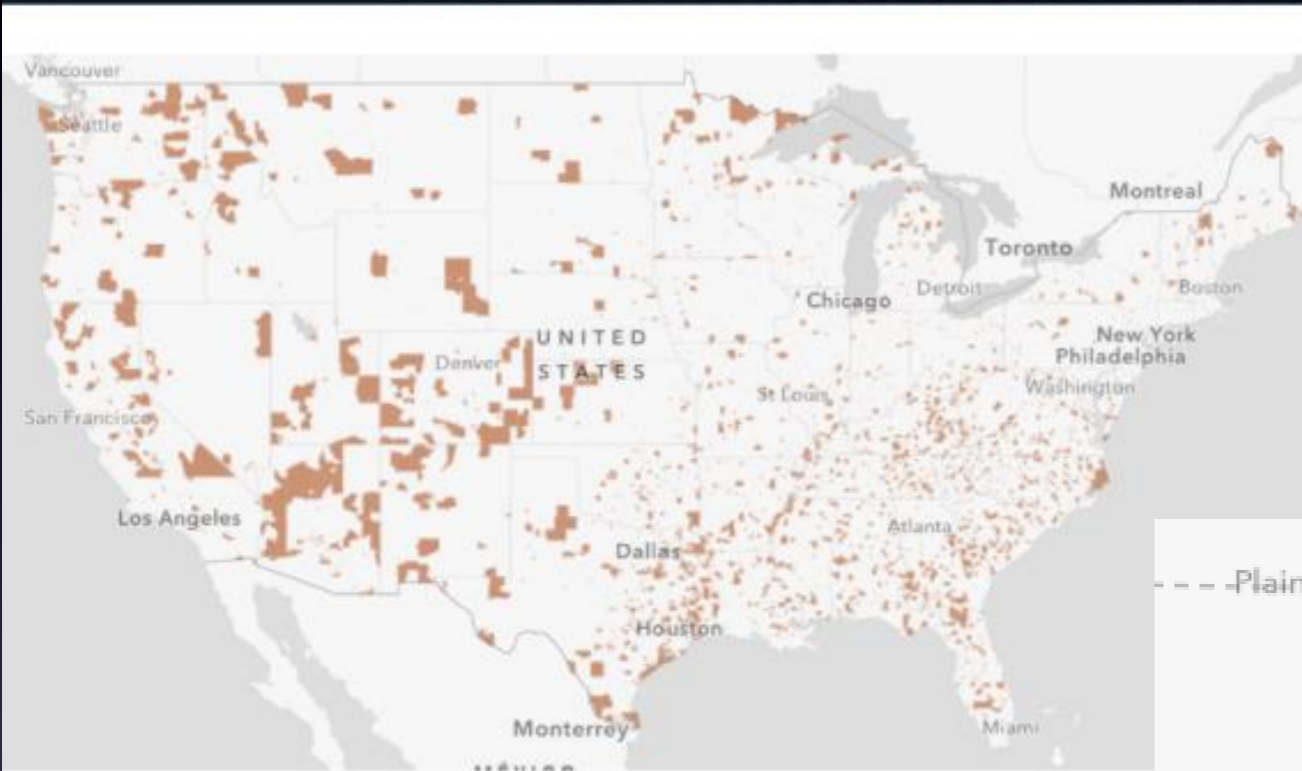 Vancouver
Seattle
Montreal
Toronto
Chicago
Detroit
Boston
UNITED
STATES
Denver
New York
Philadelphia
Washington
St Louis
San Francisco
Los Angeles
Atlanta
Dallas
Plain
Houston
Monterrey
Miami
MÉXICO